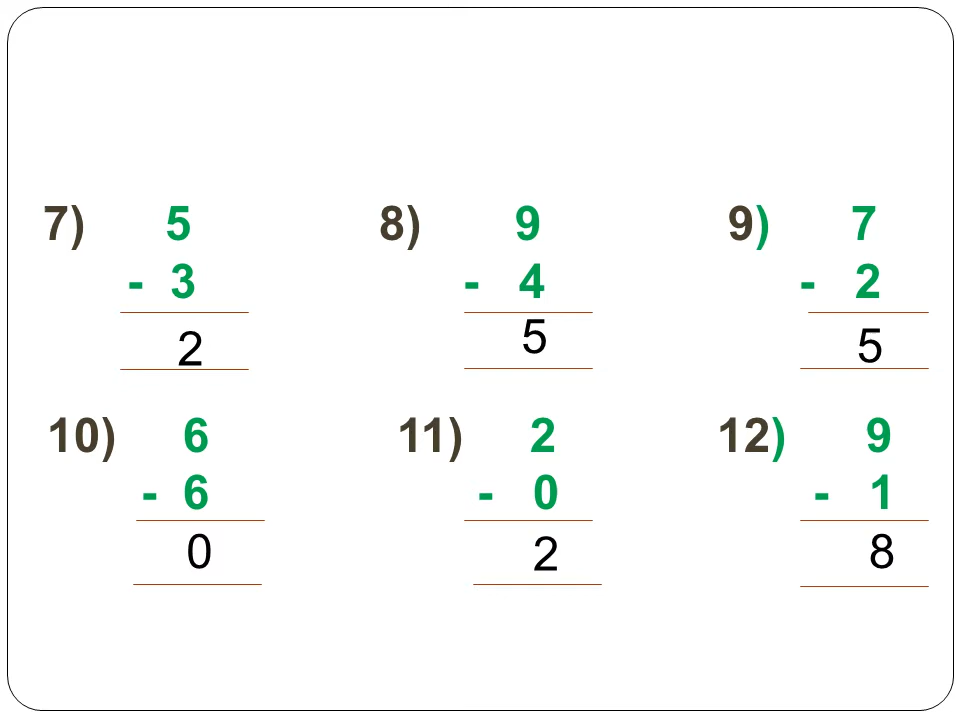 7) 5 8) 9 9) 7
- 3 - 4 - 2
2 5 5
10) 6 11) 2 12) 9
- 6 - 0 - 1
0 2 8